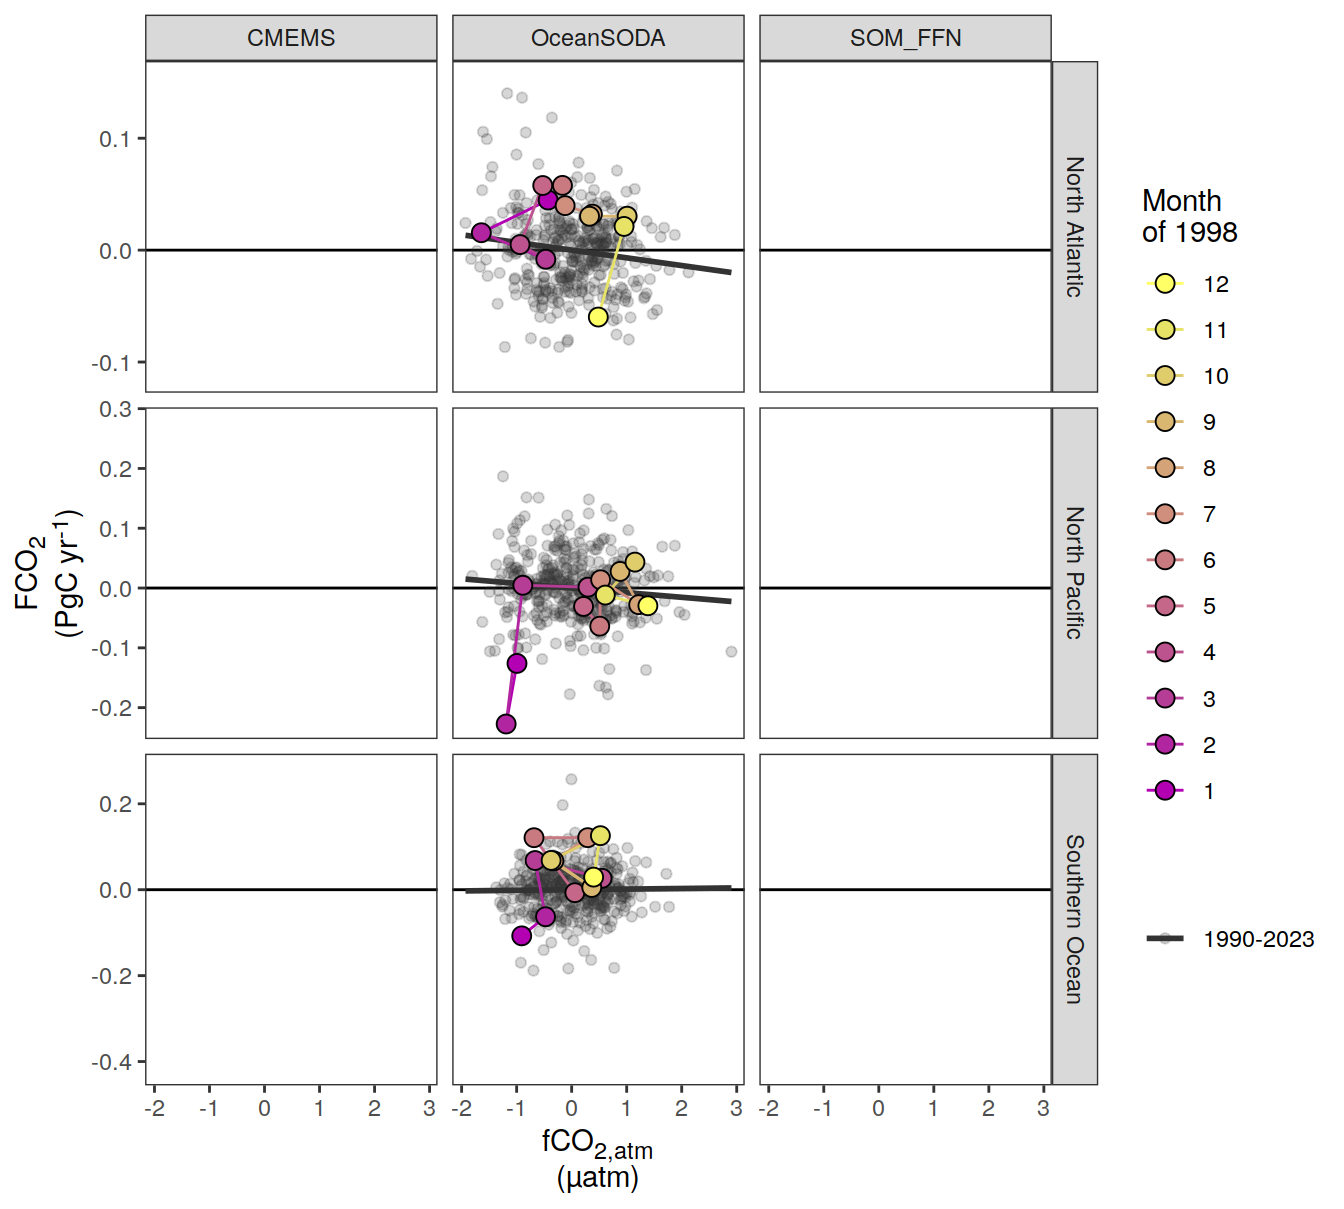 CMEMS OceanSODA SOM_FFN
0.1
0.0
-0.1
North Atlantic
0.3
0.2
0.1
0.0
-0.1
-0.2
North Pacific
0.2
0.0
-0.2
-0.4
Southern Ocean
-2 -1 0 1 2 3 -2 -1 0 1 2 3 -2 -1 0 1 2 3
fCO2,atm
(µatm)
FCO2
(PgC yr-1)
Month
of 1998
12
11
10
9
8
7
6
5
4
3
2
1
1990-2023